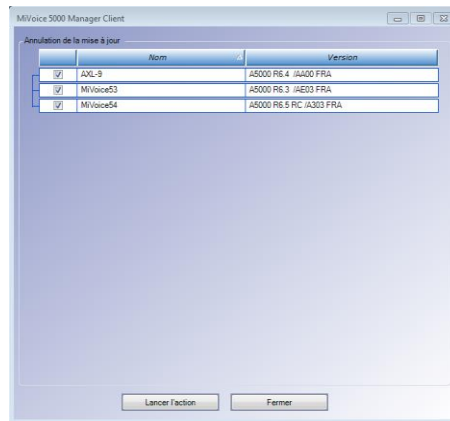 MiVoice 5000 Manager Client
Annulation de la mise à jour
Nom Version
AXL-9 A5000 R6.4 /AA00 FRA
MiVoice53 A5000 R6.3 /AE03 FRA
MiVoice54 A5000 R6.5 RC /A303 FRA
Lancer l'action Fermer